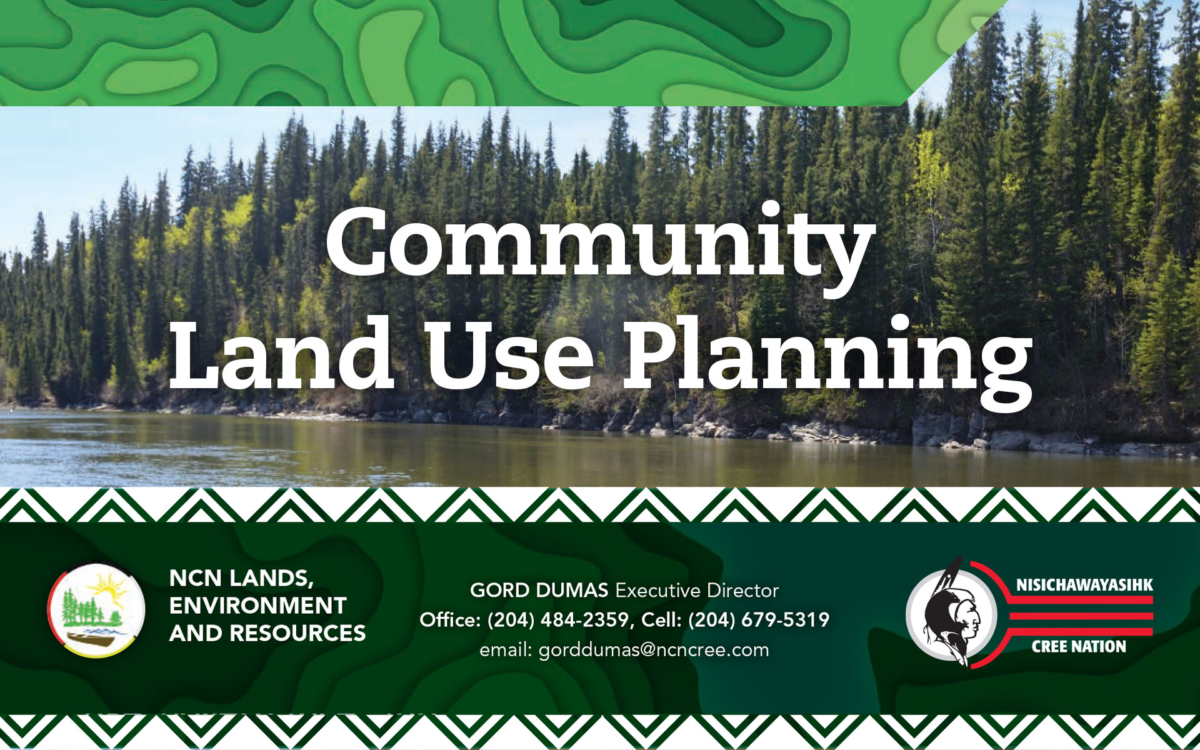 Community
Land Use Planning
NCN LANDS,
ENVIRONMENT
AND RESOURCES
GORD DUMAS Executive Director
Office: (204) 484-2359, Cell: (204) 679-5319
email: gorddumas@ncncree.com
NISICHAWAYASIHK
CREE NATION